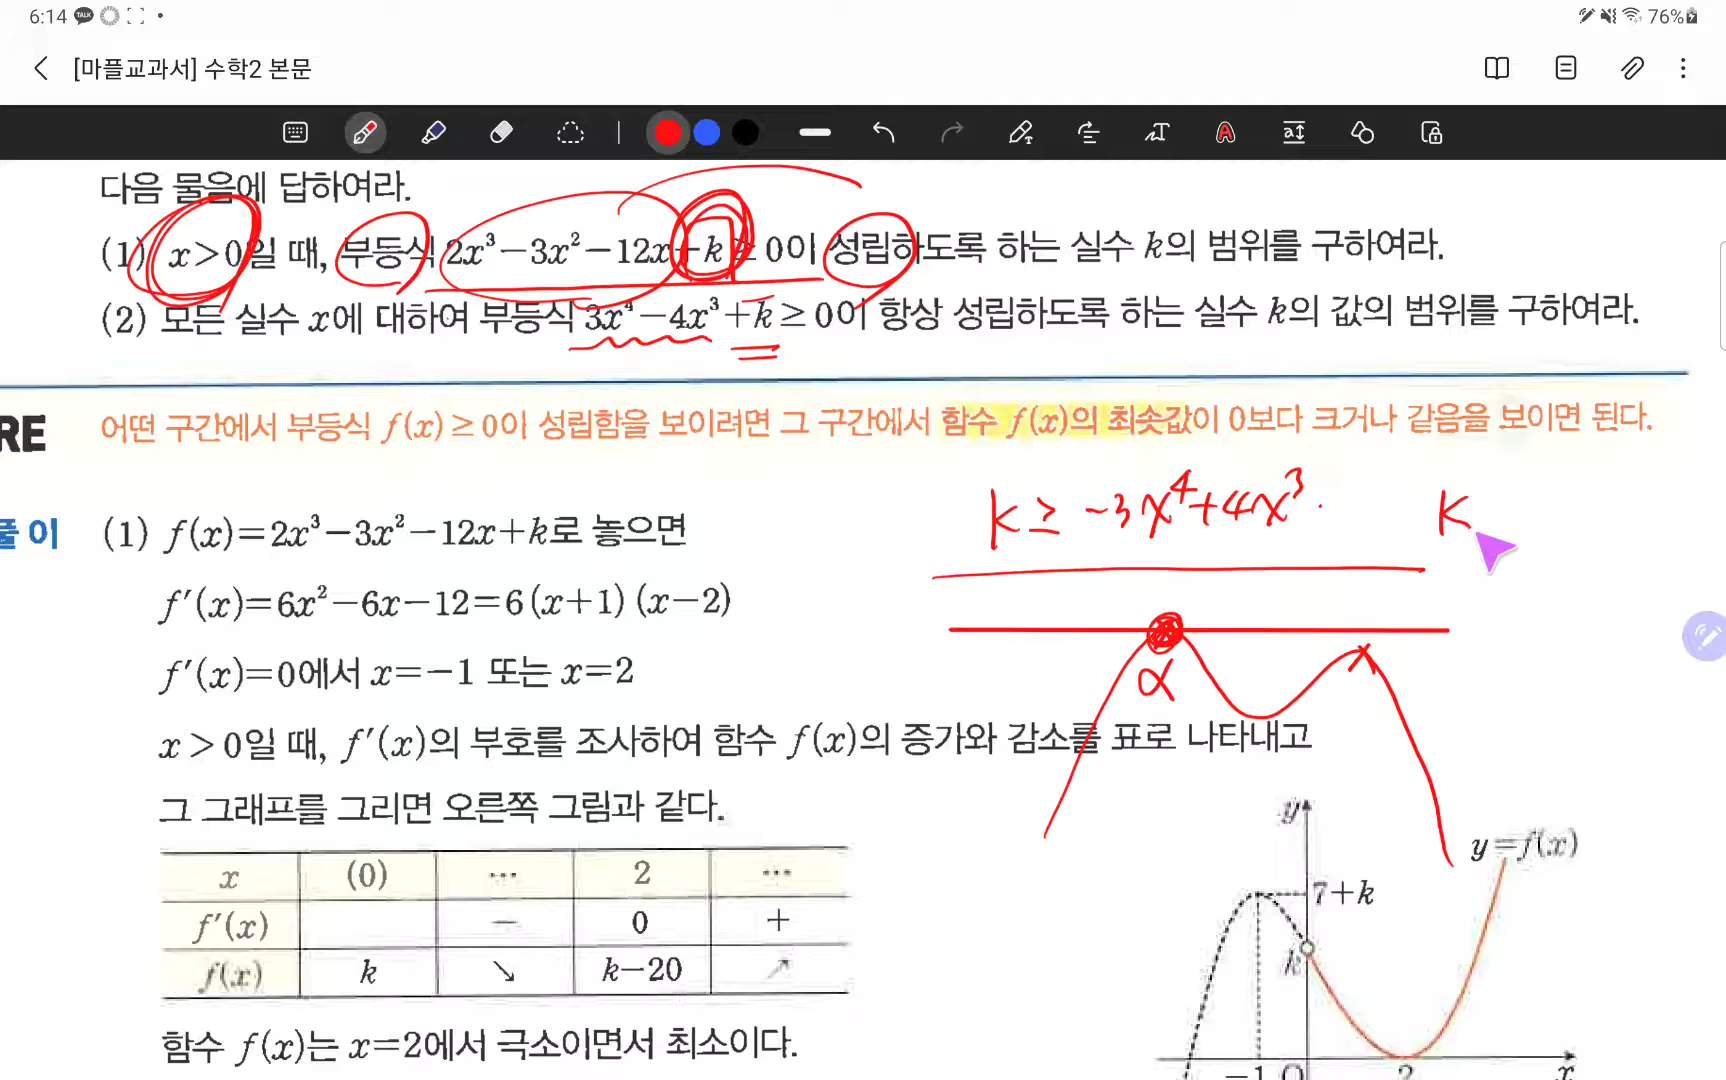 6:14 TALK 76%
[마플교과서] 수학2 본문
다음 물음에 답하여라.
(1) x>0일 때, 부등식 2x³-3x²-12x+k≥0이 성립하도록 하는 실수 k의 범위를 구하여라.
(2) 모든 실수 x에 대하여 부등식 3x⁴-4x³+k≥0이 항상 성립하도록 하는 실수 k의 값의 범위를 구하여라.
RE 어떤 구간에서 부등식 f(x)≥0이 성립함을 보이려면 그 구간에서 함수 f(x)의 최솟값이 0보다 크거나 같음을 보이면 된다.
k≥-3x⁴+4x³. k
풀이 (1) f(x)=2x³-3x²-12x+k로 놓으면
f′(x)=6x²-6x-12=6(x+1)(x-2)
α
f′(x)=0에서 x=-1 또는 x=2
x>0일 때, f′(x)의 부호를 조사하여 함수 f(x)의 증가와 감소를 표로 나타내고
그 그래프를 그리면 오른쪽 그림과 같다.
x (0) ⋯ 2 ⋯
f′(x) - 0 +
f(x) k ↘ k-20 ↗
y
y=f(x)
7+k
k
-1 O 2 x
함수 f(x)는 x=2에서 극소이면서 최소이다.